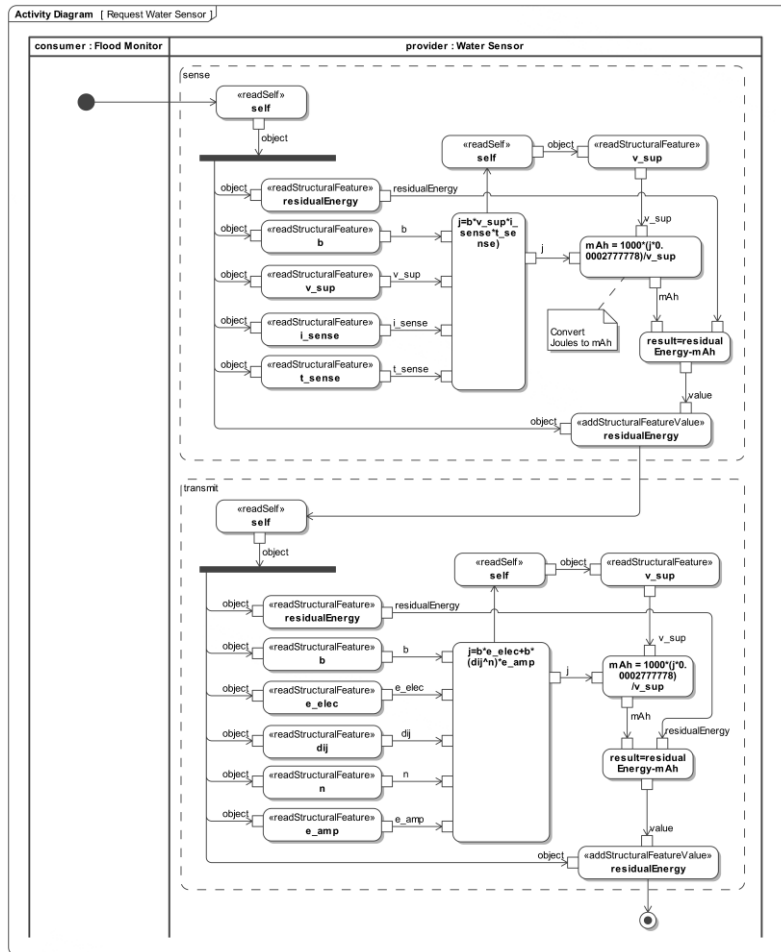 Activity Diagram [ Request Water Sensor ]
consumer : Flood Monitor
provider : Water Sensor
sense
«readSelf»
self
object
«readSelf»
self
object
«readStructuralFeature»
v_sup
object
«readStructuralFeature»
residualEnergy
residualEnergy
object
«readStructuralFeature»
b
b
object
«readStructuralFeature»
v_sup
v_sup
object
«readStructuralFeature»
i_sense
i_sense
object
«readStructuralFeature»
t_sense
t_sense
j=b*v_sup*i_
sense*t_se
nse)
j
v_sup
mAh = 1000*(j*0.
0002777778)/v_sup
mAh
Convert
Joules to mAh
result=residual
Energy-mAh
value
object
«addStructuralFeatureValue»
residualEnergy
transmit
«readSelf»
self
object
«readSelf»
self
object
«readStructuralFeature»
v_sup
object
«readStructuralFeature»
residualEnergy
residualEnergy
object
«readStructuralFeature»
b
b
object
«readStructuralFeature»
e_elec
e_elec
object
«readStructuralFeature»
dij
dij
object
«readStructuralFeature»
n
n
object
«readStructuralFeature»
e_amp
e_amp
j=b*e_elec+b*
(dij^n)*e_amp
j
v_sup
mAh = 1000*(j*0.
0002777778)
/v_sup
mAh
residualEnergy
result=residual
Energy-mAh
value
object
«addStructuralFeatureValue»
residualEnergy